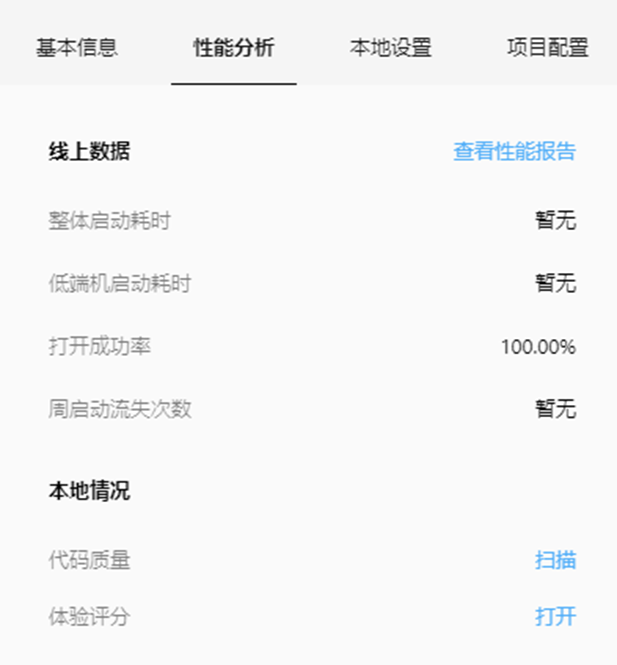 基本信息 性能分析 本地设置 项目配置
线上数据 查看性能报告
整体启动耗时 暂无
低端机启动耗时 暂无
打开成功率 100.00%
周启动流失次数 暂无
本地情况
代码质量 扫描
体验评分 打开